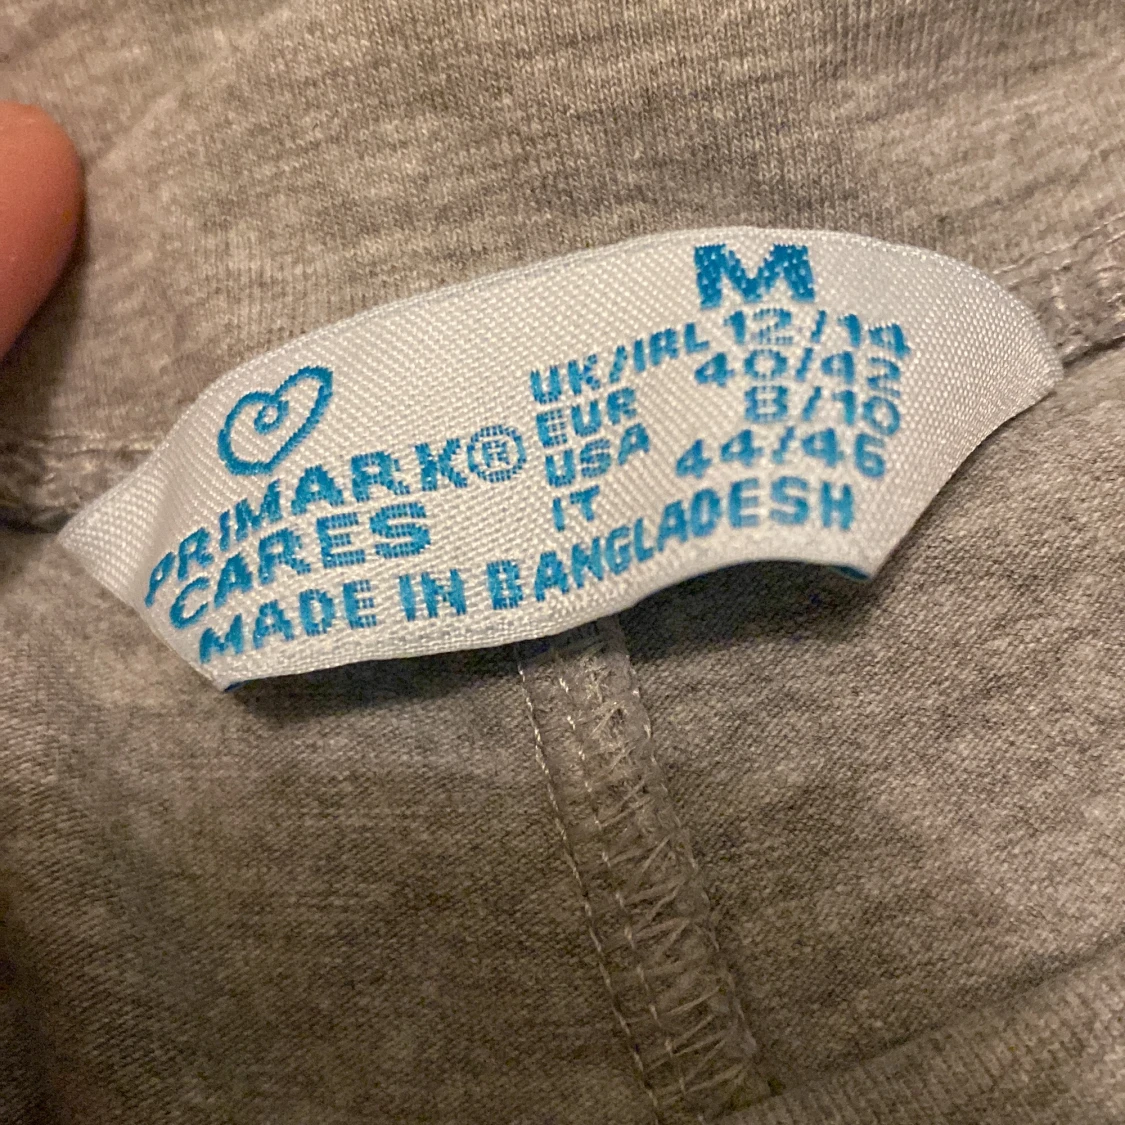 M
PRIMARK®
CARES
UK/IRL 12/14
EUR 40/42
USA 8/10
IT 44/46
MADE IN BANGLADESH